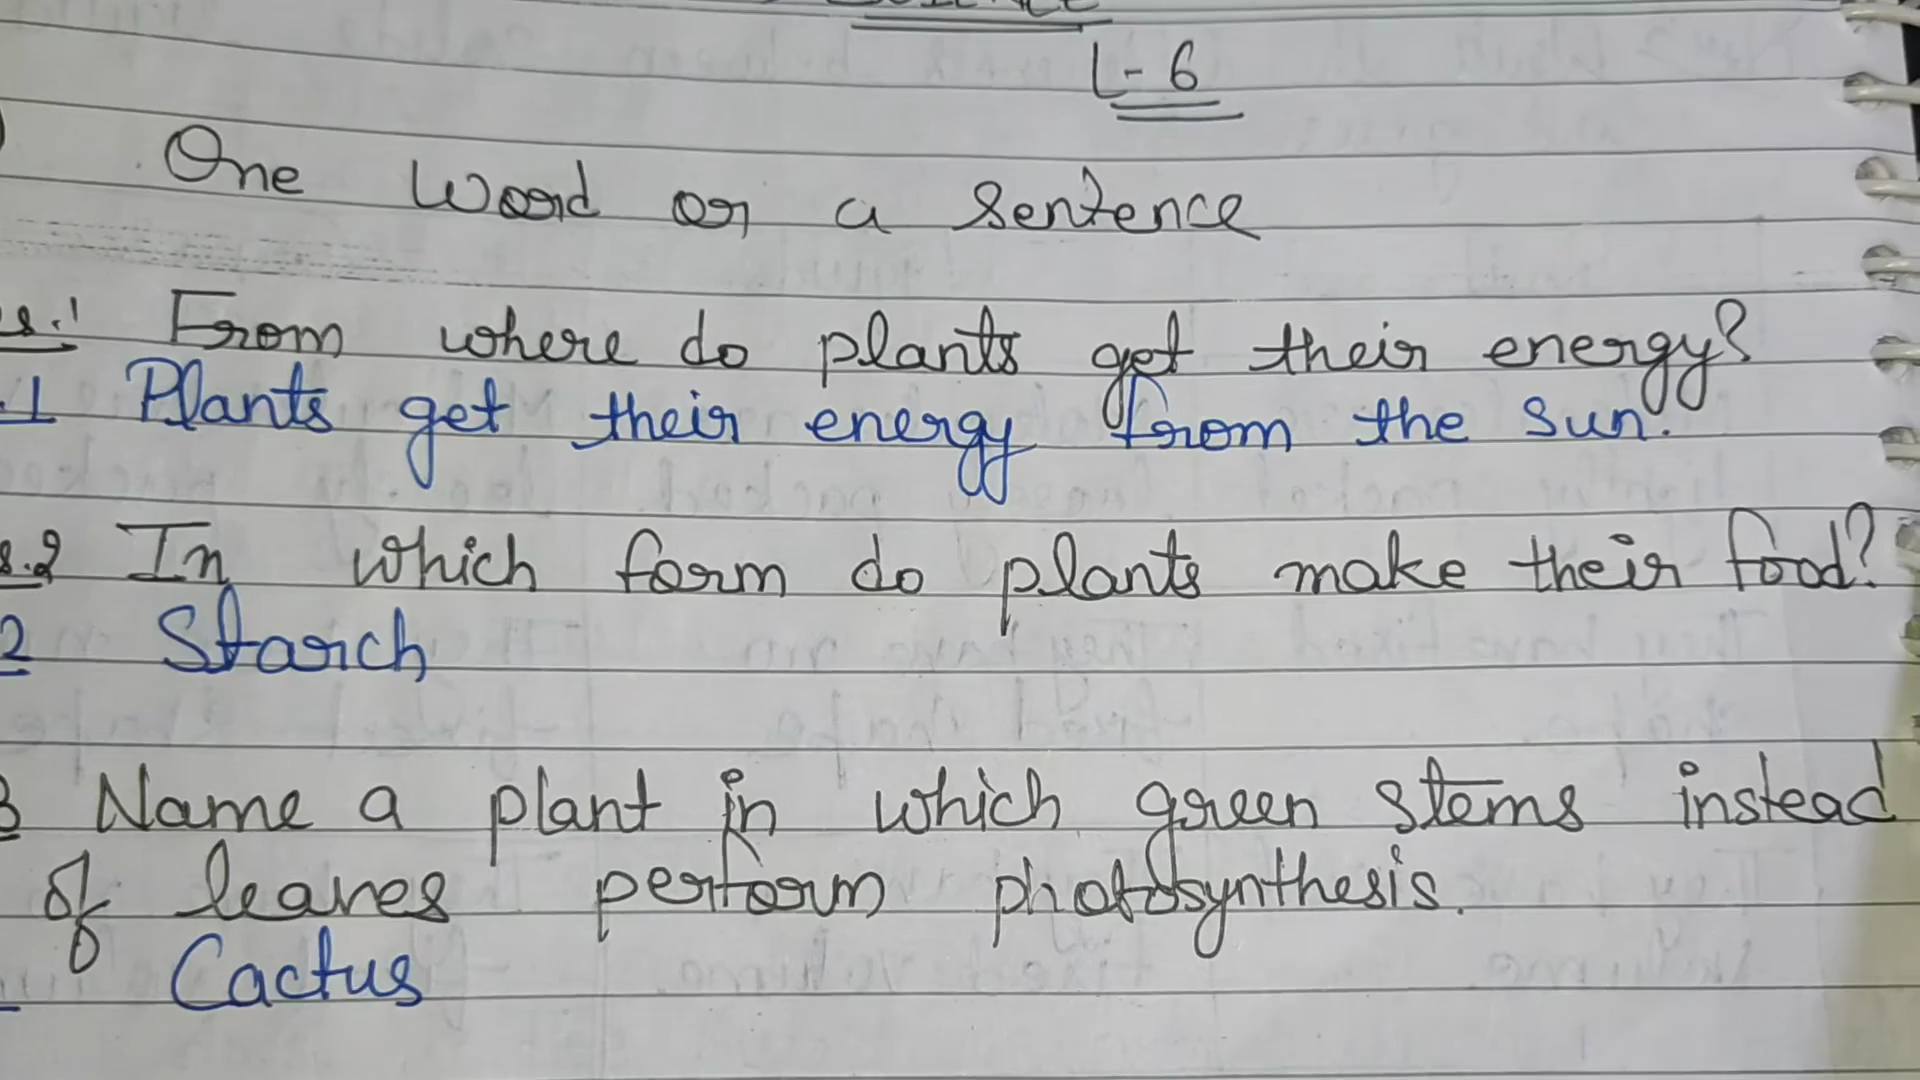 L-6
One Word or a sentence
s.1 From where do plants get their energy?
.1 Plants get their energy from the sun.
s.2 In which form do plants make their food?
2 Starch
3 Name a plant in which green stems instead
of leaves perform photosynthesis.
Cactus